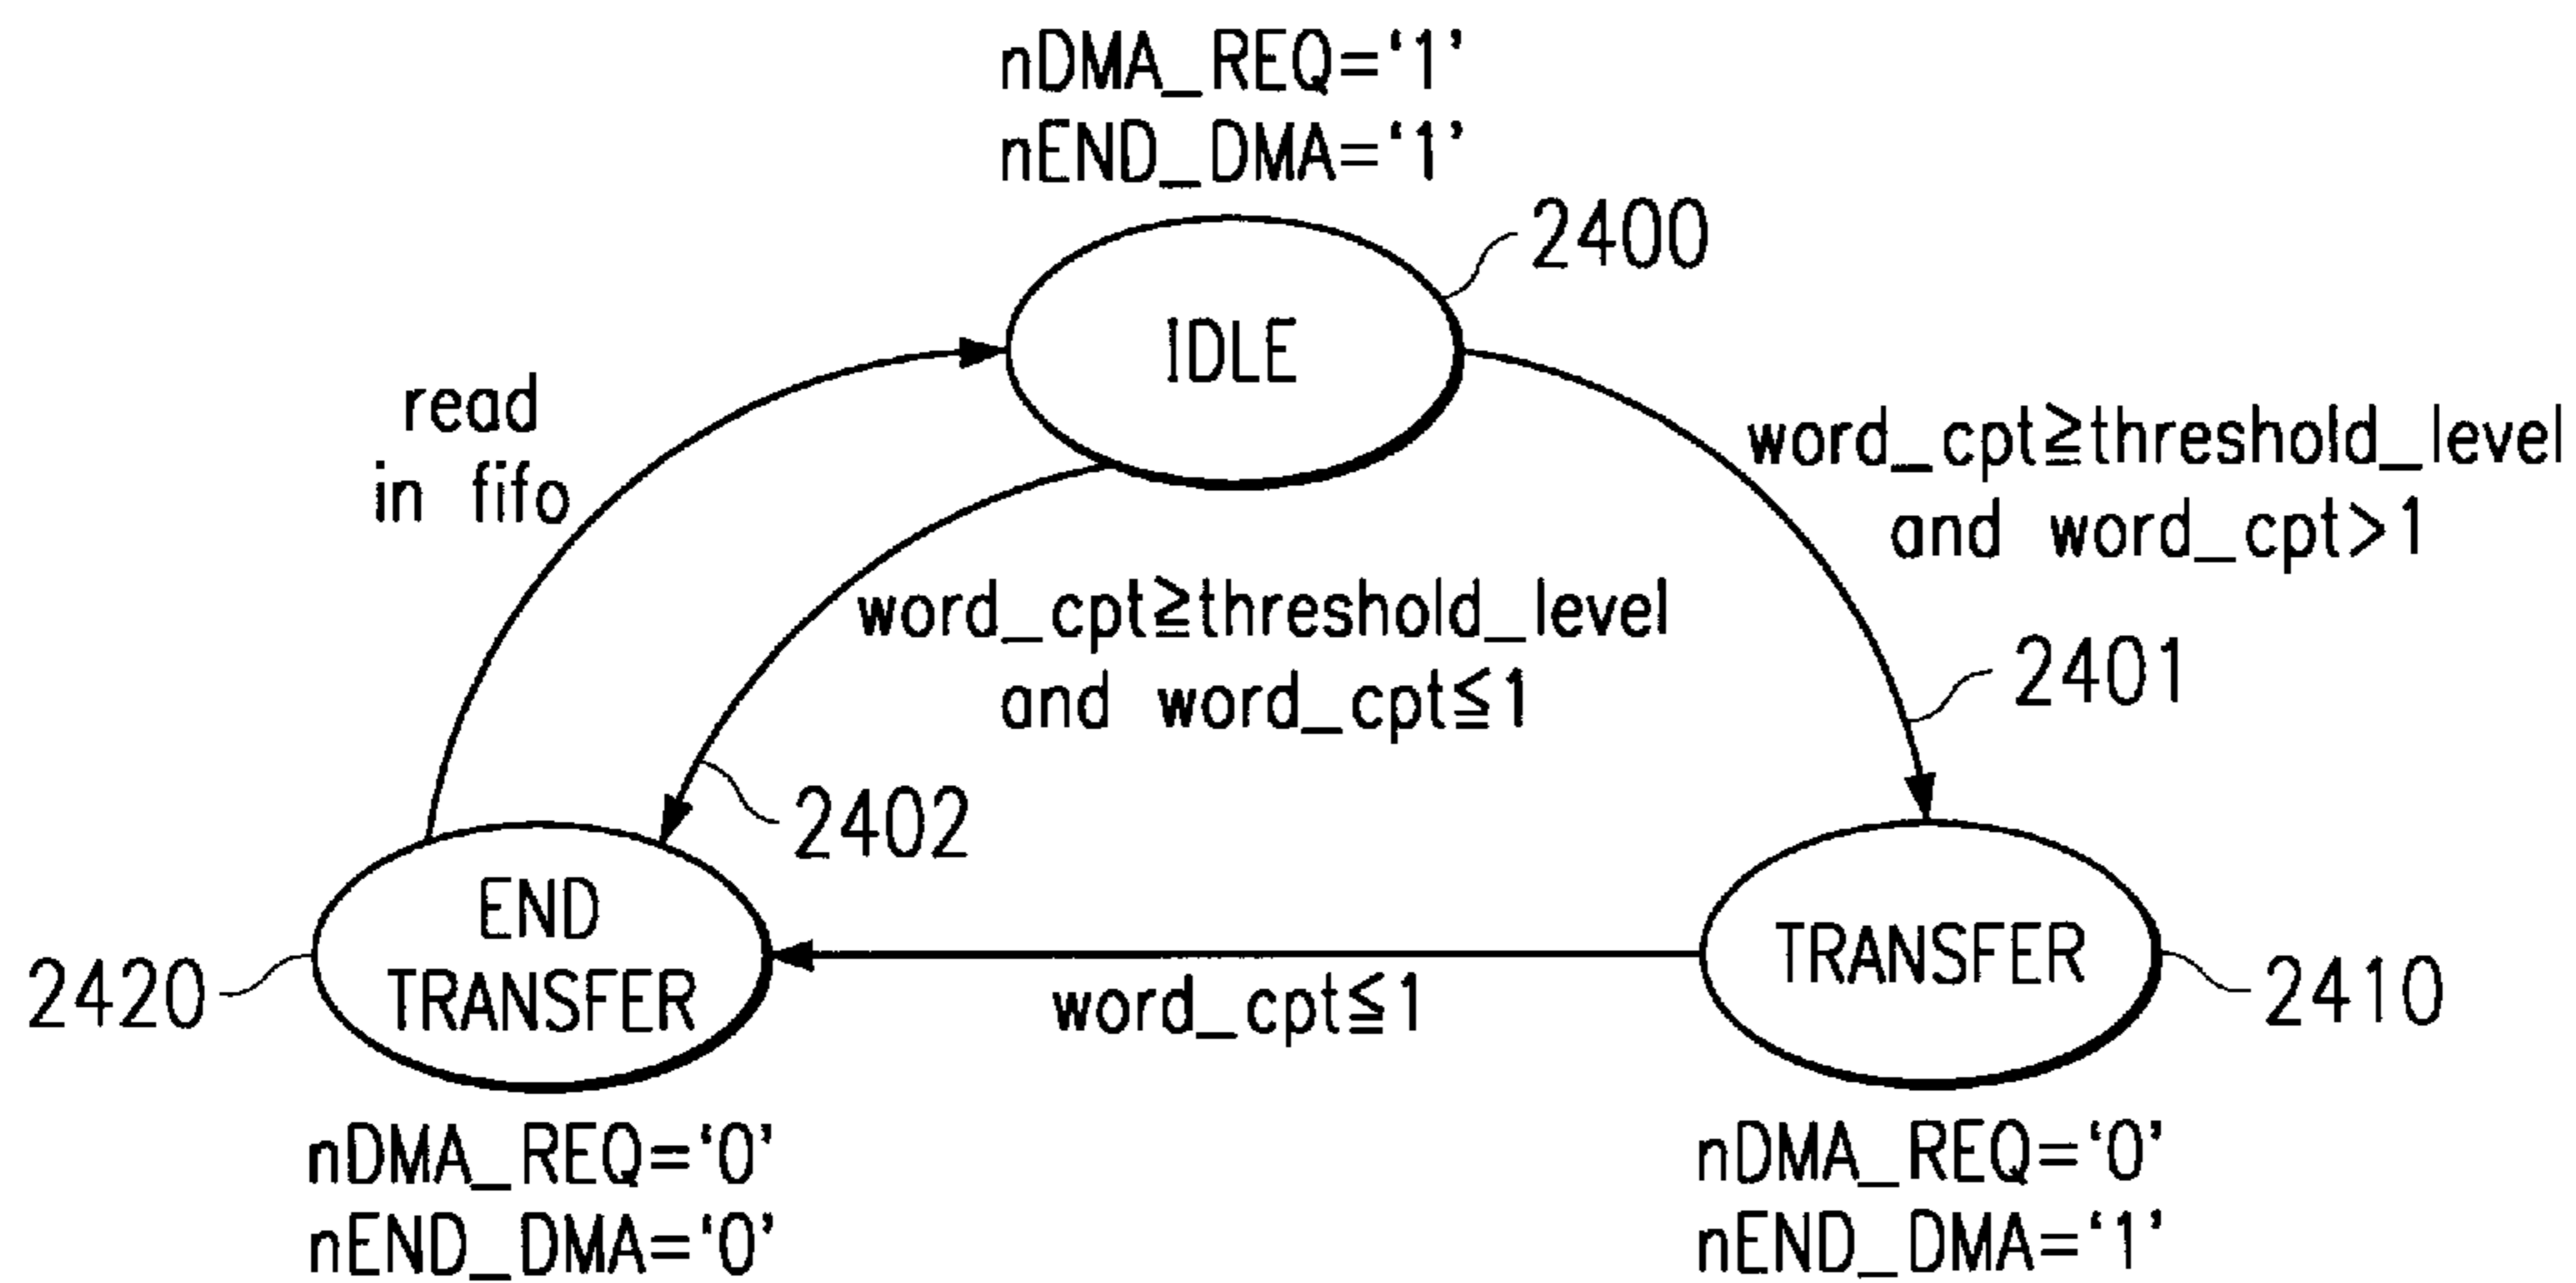 nDMA_REQ=‘1’
nEND_DMA=‘1’
2400
IDLE
read
in fifo
word_cpt≧threshold_level
and word_cpt>1
word_cpt≧threshold_level
and word_cpt≦1
2401
2402
END
TRANSFER
2420
word_cpt≦1
TRANSFER
2410
nDMA_REQ=‘0’
nEND_DMA=‘0’
nDMA_REQ=‘0’
nEND_DMA=‘1’